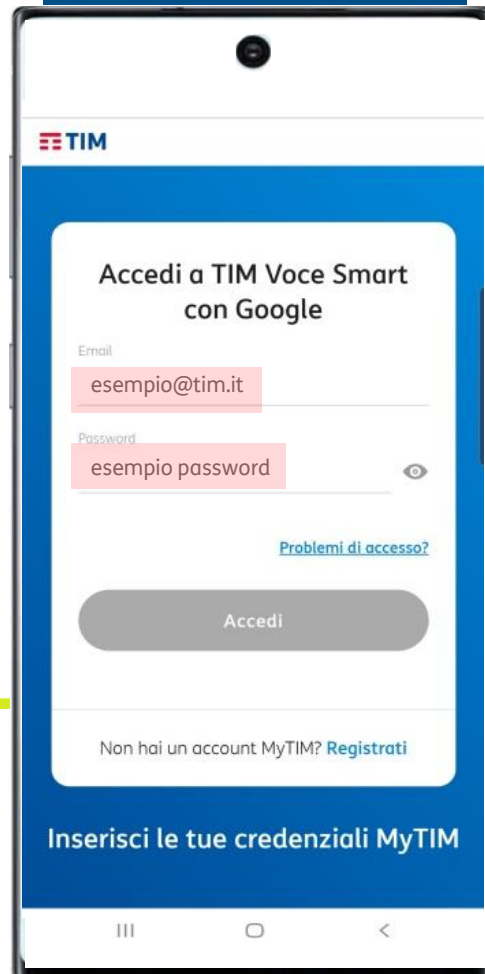 TIM
Accedi a TIM Voce Smart
con Google
Email
esempio@tim.it
Password
esempio password
Problemi di accesso?
Accedi
Non hai un account MyTIM? Registrati
Inserisci le tue credenziali MyTIM